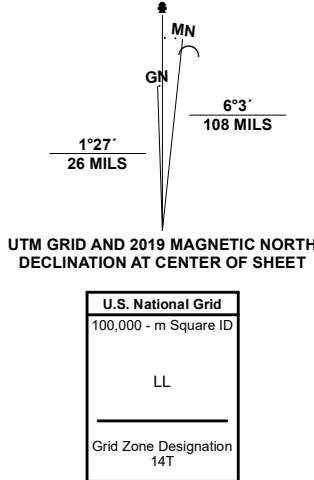 MN
GN
6°3´
108 MILS
1°27´
26 MILS
UTM GRID AND 2019 MAGNETIC NORTH
DECLINATION AT CENTER OF SHEET
U.S. National Grid
100,000 - m Square ID
LL
Grid Zone Designation
14T